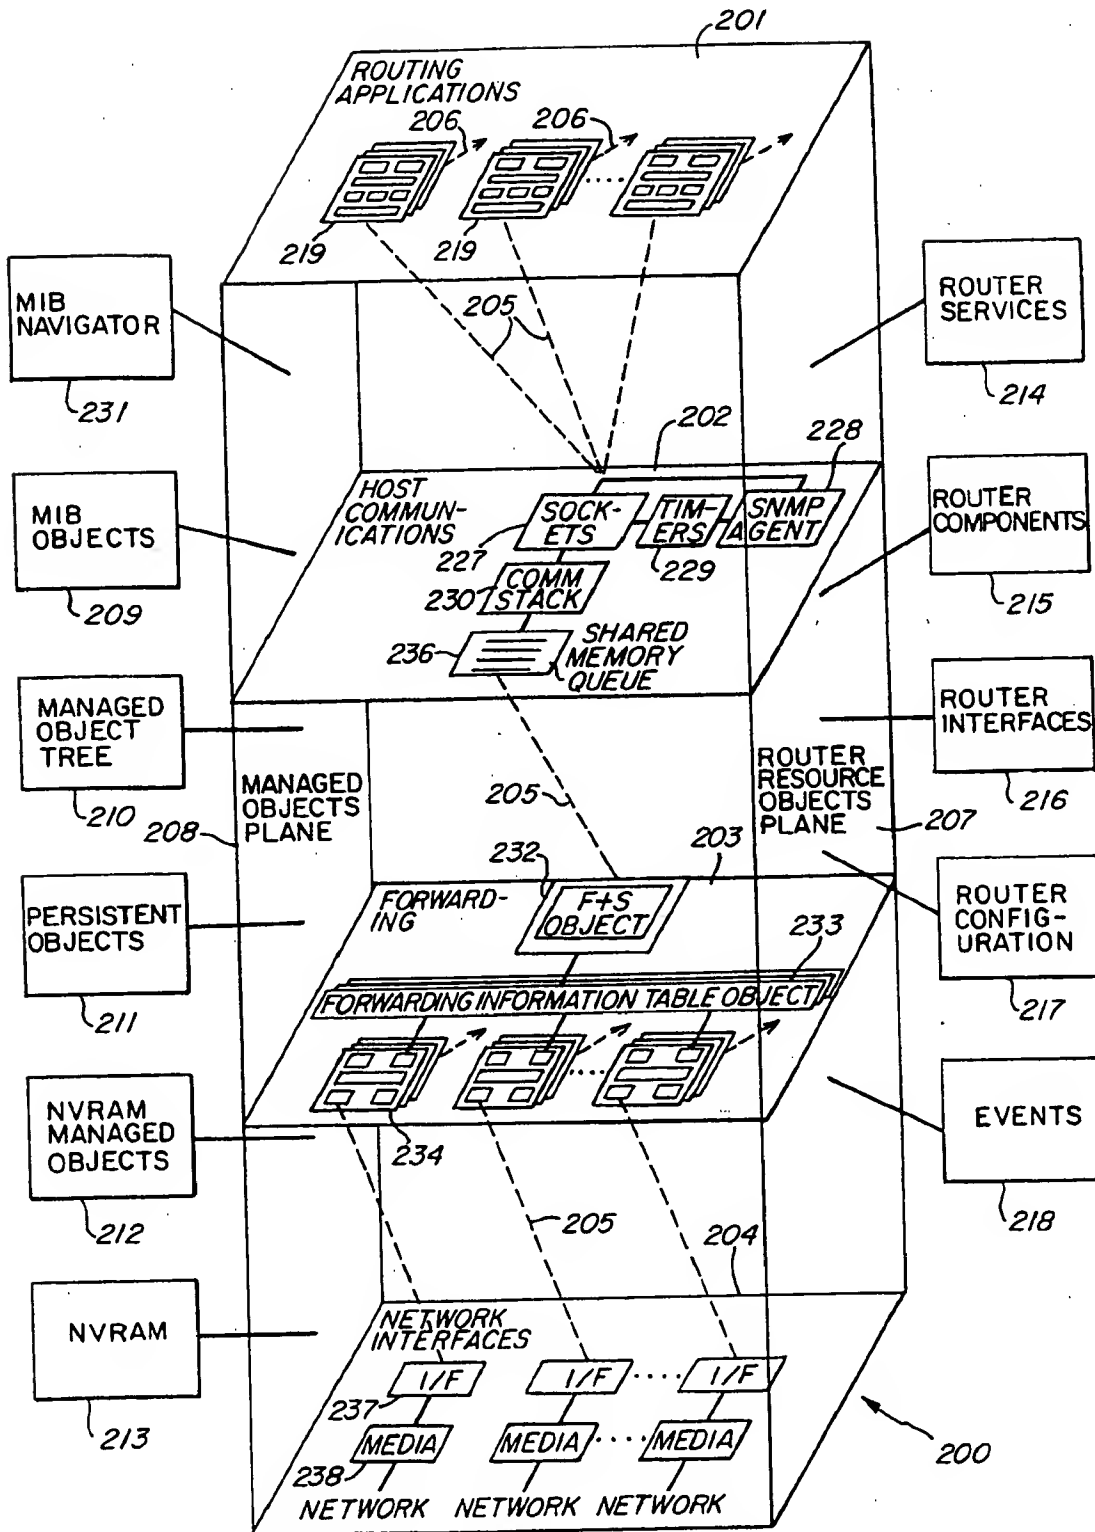 201
ROUTING
APPLICATIONS
206
206
219
219
MIB
NAVIGATOR
231
205
ROUTER
SERVICES
214
202
228
HOST
COMMUN-
ICATIONS
SOCK-
ETS
TIM-
ERS
SNMP
AGENT
227
229
COMM
STACK
230
236
SHARED
MEMORY
QUEUE
MIB
OBJECTS
209
ROUTER
COMPONENTS
215
MANAGED
OBJECT
TREE
210
MANAGED
OBJECTS
PLANE
208
205
ROUTER
RESOURCE
OBJECTS
PLANE
207
ROUTER
INTERFACES
216
232
203
FORWARD-
ING
F+S
OBJECT
233
FORWARDING INFORMATION TABLE OBJECT
234
PERSISTENT
OBJECTS
211
ROUTER
CONFIG-
URATION
217
NVRAM
MANAGED
OBJECTS
212
EVENTS
218
205
204
NVRAM
213
NETWORK
INTERFACES
I/F
I/F
I/F
237
MEDIA
MEDIA
MEDIA
238
NETWORK
NETWORK
NETWORK
200